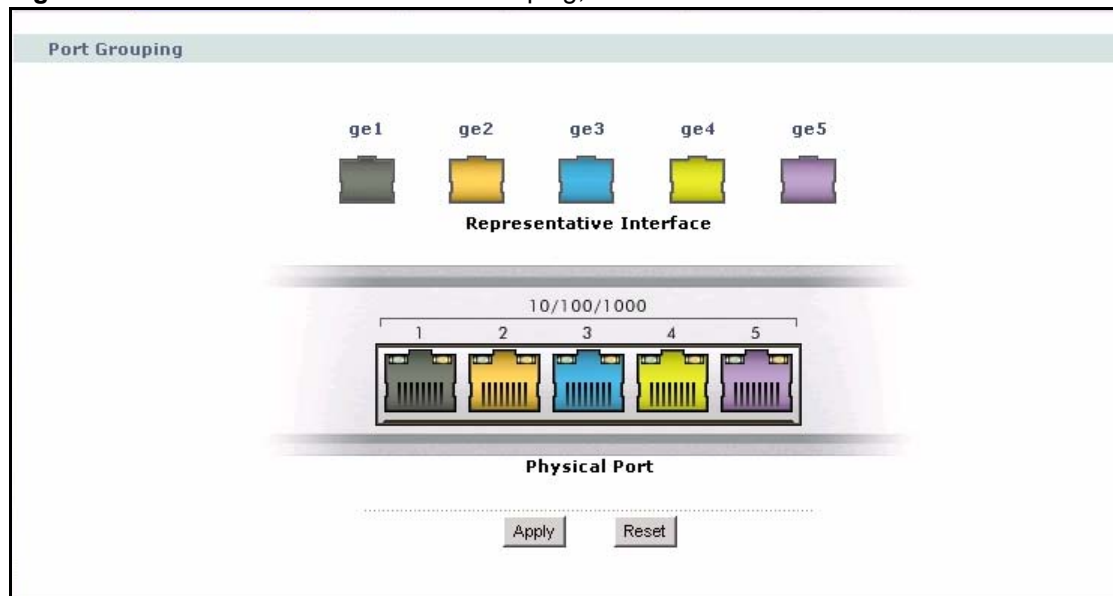 Port Grouping
ge1 ge2 ge3 ge4 ge5
Representative Interface
10/100/1000
1 2 3 4 5
Physical Port
Apply Reset